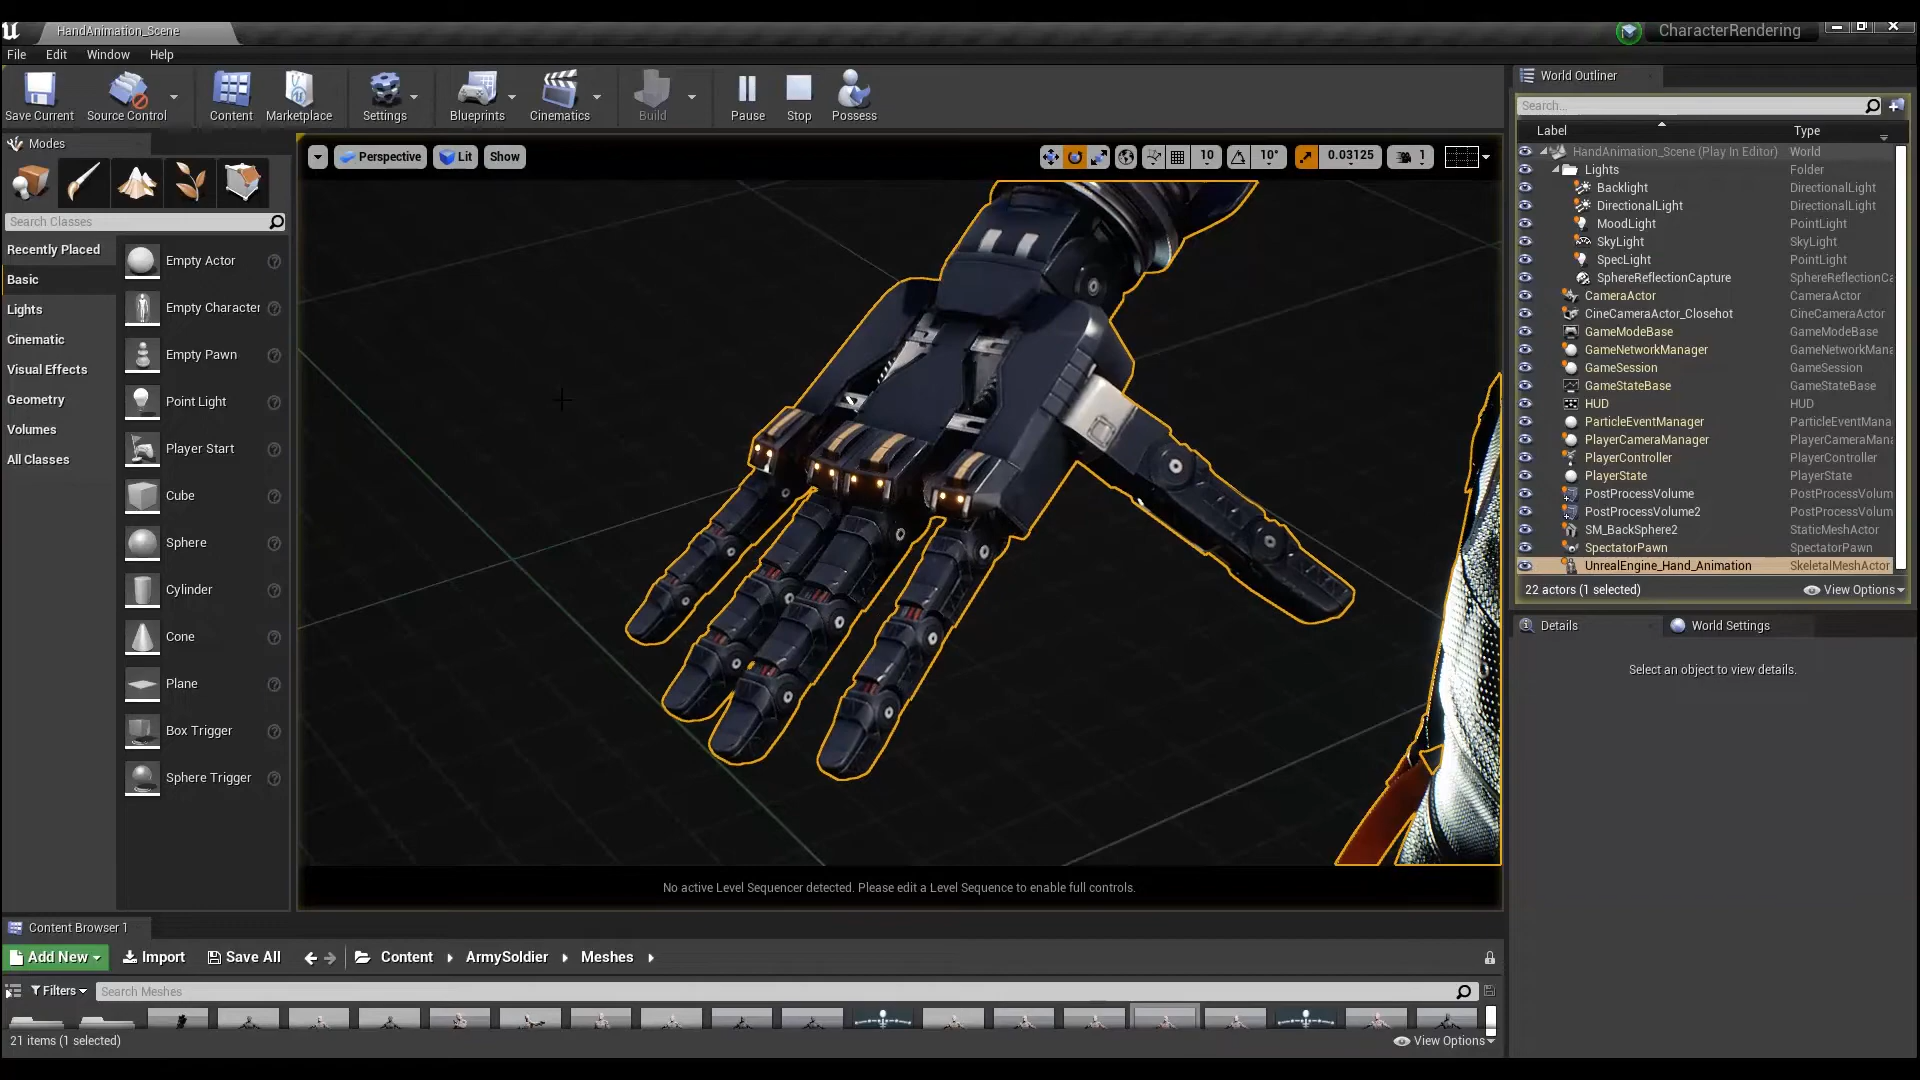 HandAnimation_Scene
CharacterRendering
File Edit Window Help
Save Current
Source Control
Content
Marketplace
Settings
Blueprints
Cinematics
Build
Pause
Stop
Possess
Modes
Search Classes
Recently Placed
Basic
Lights
Cinematic
Visual Effects
Geometry
Volumes
All Classes
Empty Actor
Empty Character
Empty Pawn
Point Light
Player Start
Cube
Sphere
Cylinder
Cone
Plane
Box Trigger
Sphere Trigger
Perspective Lit Show
10 10° 0.03125 1
No active Level Sequencer detected. Please edit a Level Sequence to enable full controls.
World Outliner
Search...
Label Type
HandAnimation_Scene (Play In Editor) World
Lights Folder
Backlight DirectionalLight
DirectionalLight DirectionalLight
MoodLight PointLight
SkyLight SkyLight
SpecLight PointLight
SphereReflectionCapture SphereReflectionCa
CameraActor CameraActor
CineCameraActor_Closehot CineCameraActor
GameModeBase GameModeBase
GameNetworkManager GameNetworkMana
GameSession GameSession
GameStateBase GameStateBase
HUD HUD
ParticleEventManager ParticleEventMana
PlayerCameraManager PlayerCameraMana
PlayerController PlayerController
PlayerState PlayerState
PostProcessVolume PostProcessVolum
PostProcessVolume2 PostProcessVolum
SM_BackSphere2 StaticMeshActor
SpectatorPawn SpectatorPawn
UnrealEngine_Hand_Animation SkeletalMeshActor
22 actors (1 selected) View Options
Details World Settings
Select an object to view details.
Content Browser 1
Add New Import Save All Content ArmySoldier Meshes
Filters Search Meshes
21 items (1 selected) View Options